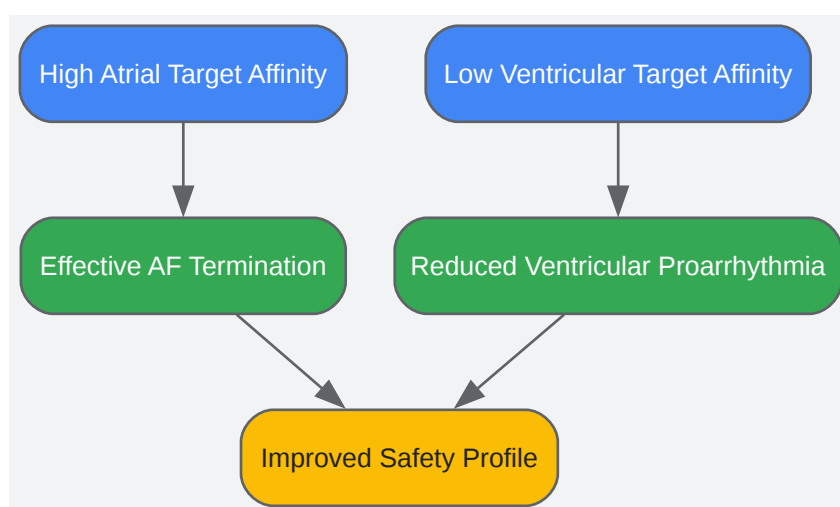 High Atrial Target Affinity
Low Ventricular Target Affinity
Effective AF Termination
Reduced Ventricular Proarrhythmia
Improved Safety Profile